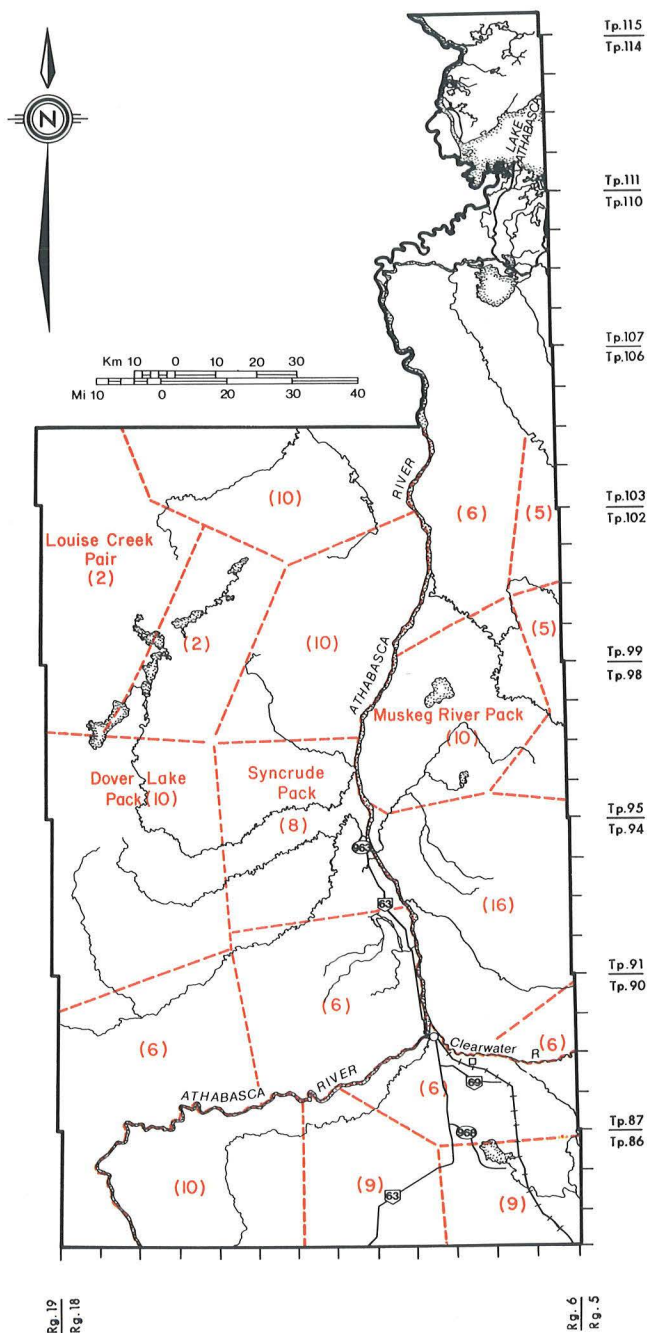 Tp.115
Tp.114
N
LAKE
ATHABASCA
Tp.111
Tp.110
Tp.107
Tp.106
Km 10 0 10 20 30
Mi 10 0 20 30 40
RIVER
(10)
(6)
(5)
Tp.103
Tp.102
Louise Creek
Pair
(2)
(2)
(10)
(5)
ATHABASCA
Tp.99
Tp.98
Muskeg River Pack
(10)
Dover Lake
Pack (10)
Syncrude
Pack
(8)
Tp.95
Tp.94
963
63
(16)
Tp.91
Tp.90
(6)
(6)
(6)
Clearwater R
ATHABASCA RIVER
(6)
69
Tp.87
Tp.86
968
(10)
(9)
63
(9)
Rg.19
Rg.18
Rg.6
Rg.5